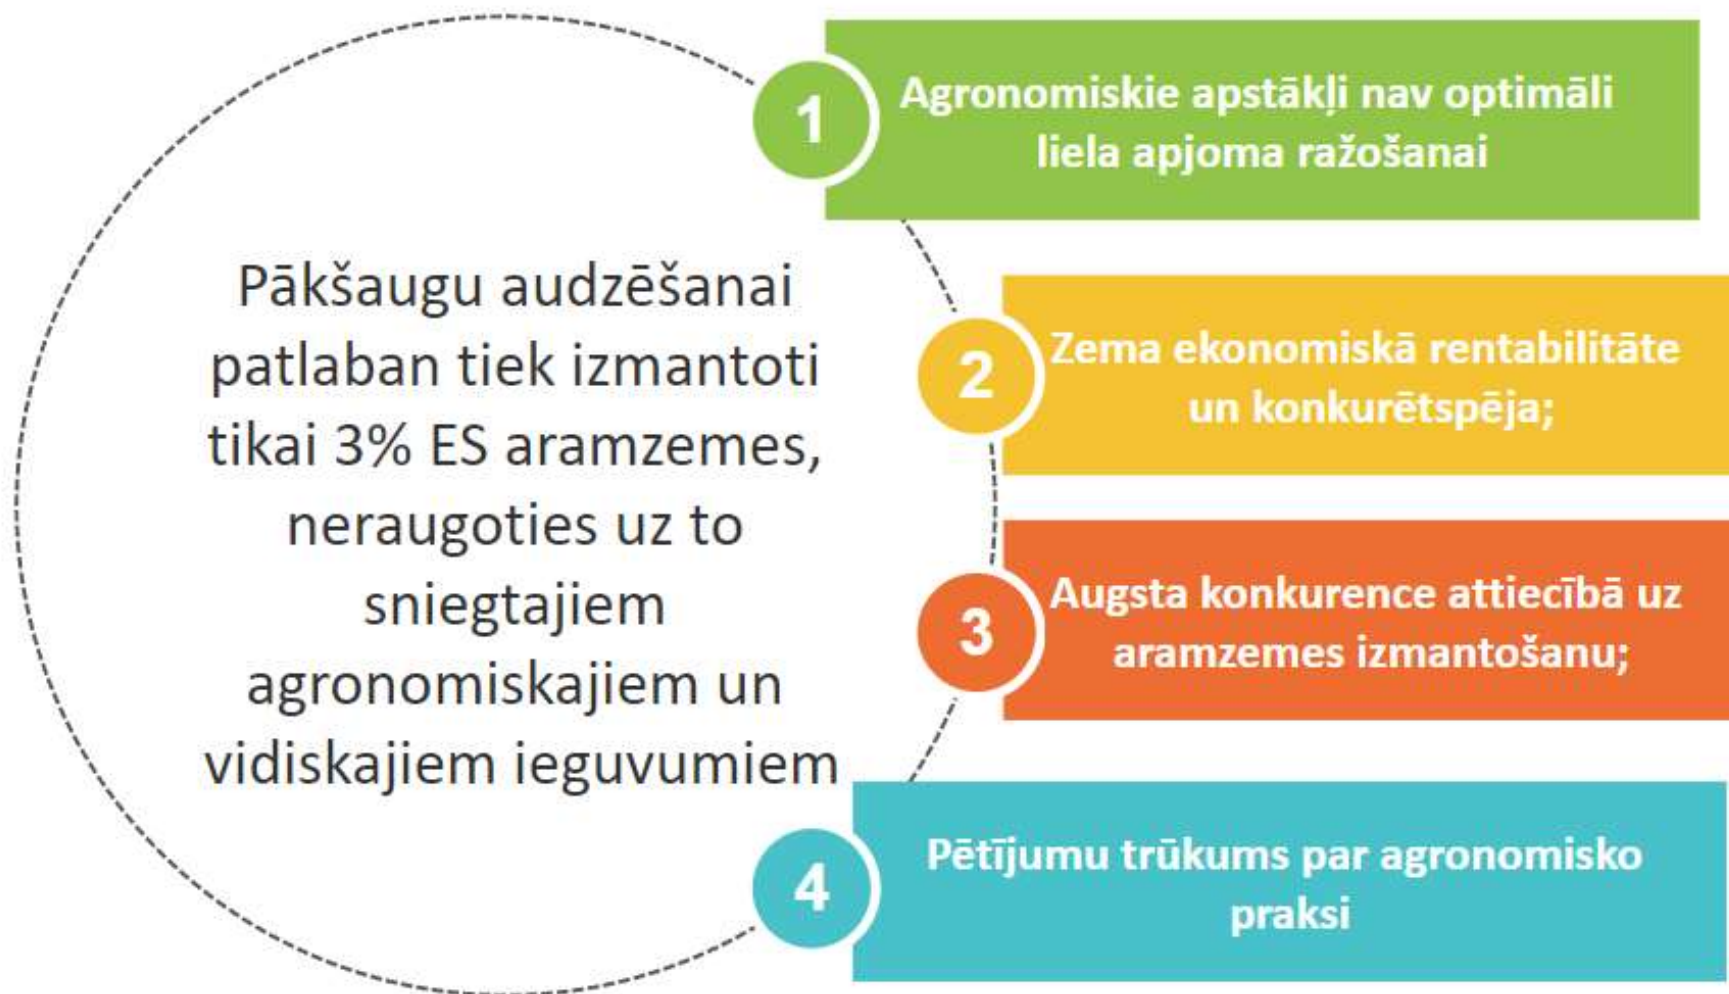 Pākšaugu audzēšanai
patlaban tiek izmantoti
tikai 3% ES aramzemes,
neraugoties uz to
sniegtajiem
agronomiskajiem un
vidiskajiem ieguvumiem
1
Agronomiskie apstākļi nav optimāli
liela apjoma ražošanai
2
Zema ekonomiskā rentabilitāte
un konkurētspēja;
3
Augsta konkurence attiecībā uz
aramzemes izmantošanu;
4
Pētījumu trūkums par agronomisko
praksi